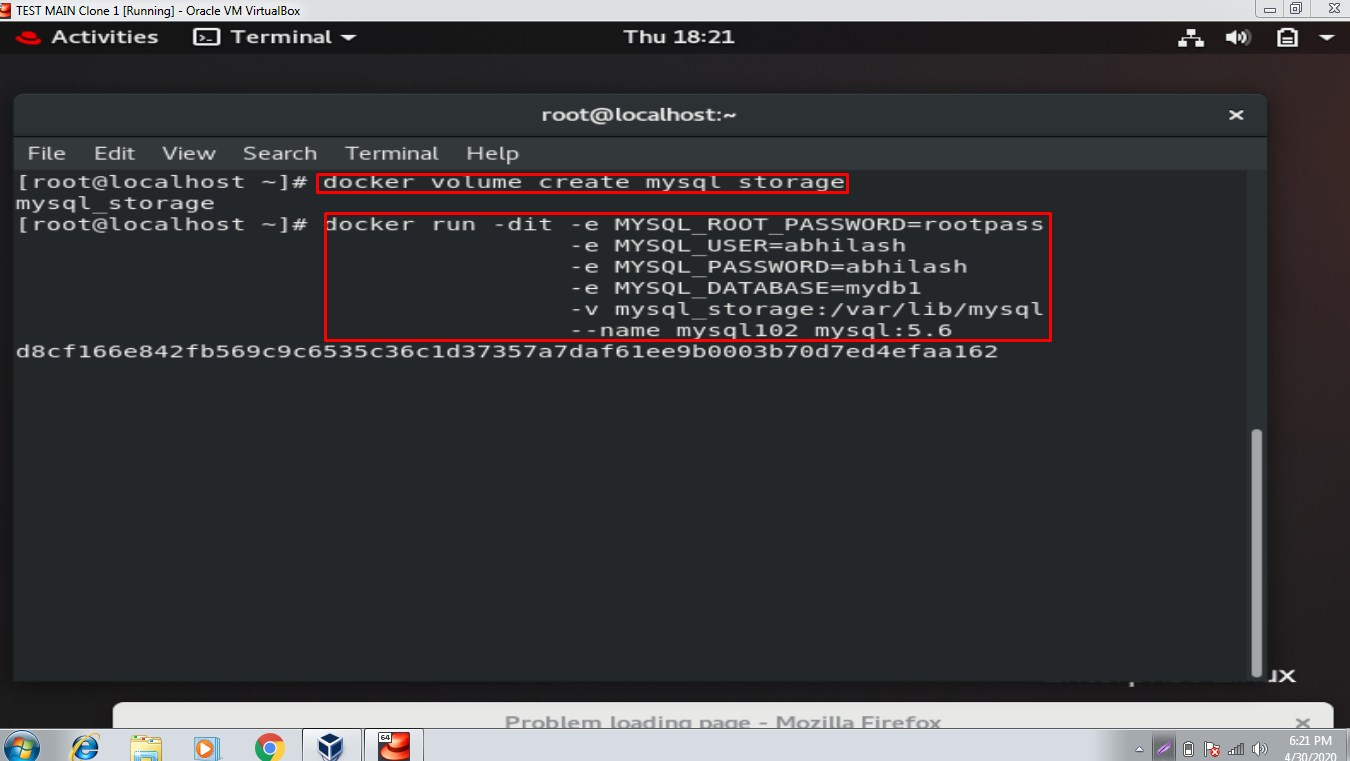 TEST MAIN Clone 1 [Running] - Oracle VM VirtualBox
Activities Terminal Thu 18:21
root@localhost:~
File Edit View Search Terminal Help
[root@localhost ~]# docker volume create mysql_storage
mysql_storage
[root@localhost ~]# docker run -dit -e MYSQL_ROOT_PASSWORD=rootpass
-e MYSQL_USER=abhilash
-e MYSQL_PASSWORD=abhilash
-e MYSQL_DATABASE=mydb1
-v mysql_storage:/var/lib/mysql
--name mysql102 mysql:5.6
d8cf166e842fb569c9c6535c36c1d37357a7daf61ee9b0003b70d7ed4efaa162
Problem loading page - Mozilla Firefox
64
6:21 PM
4/30/2020